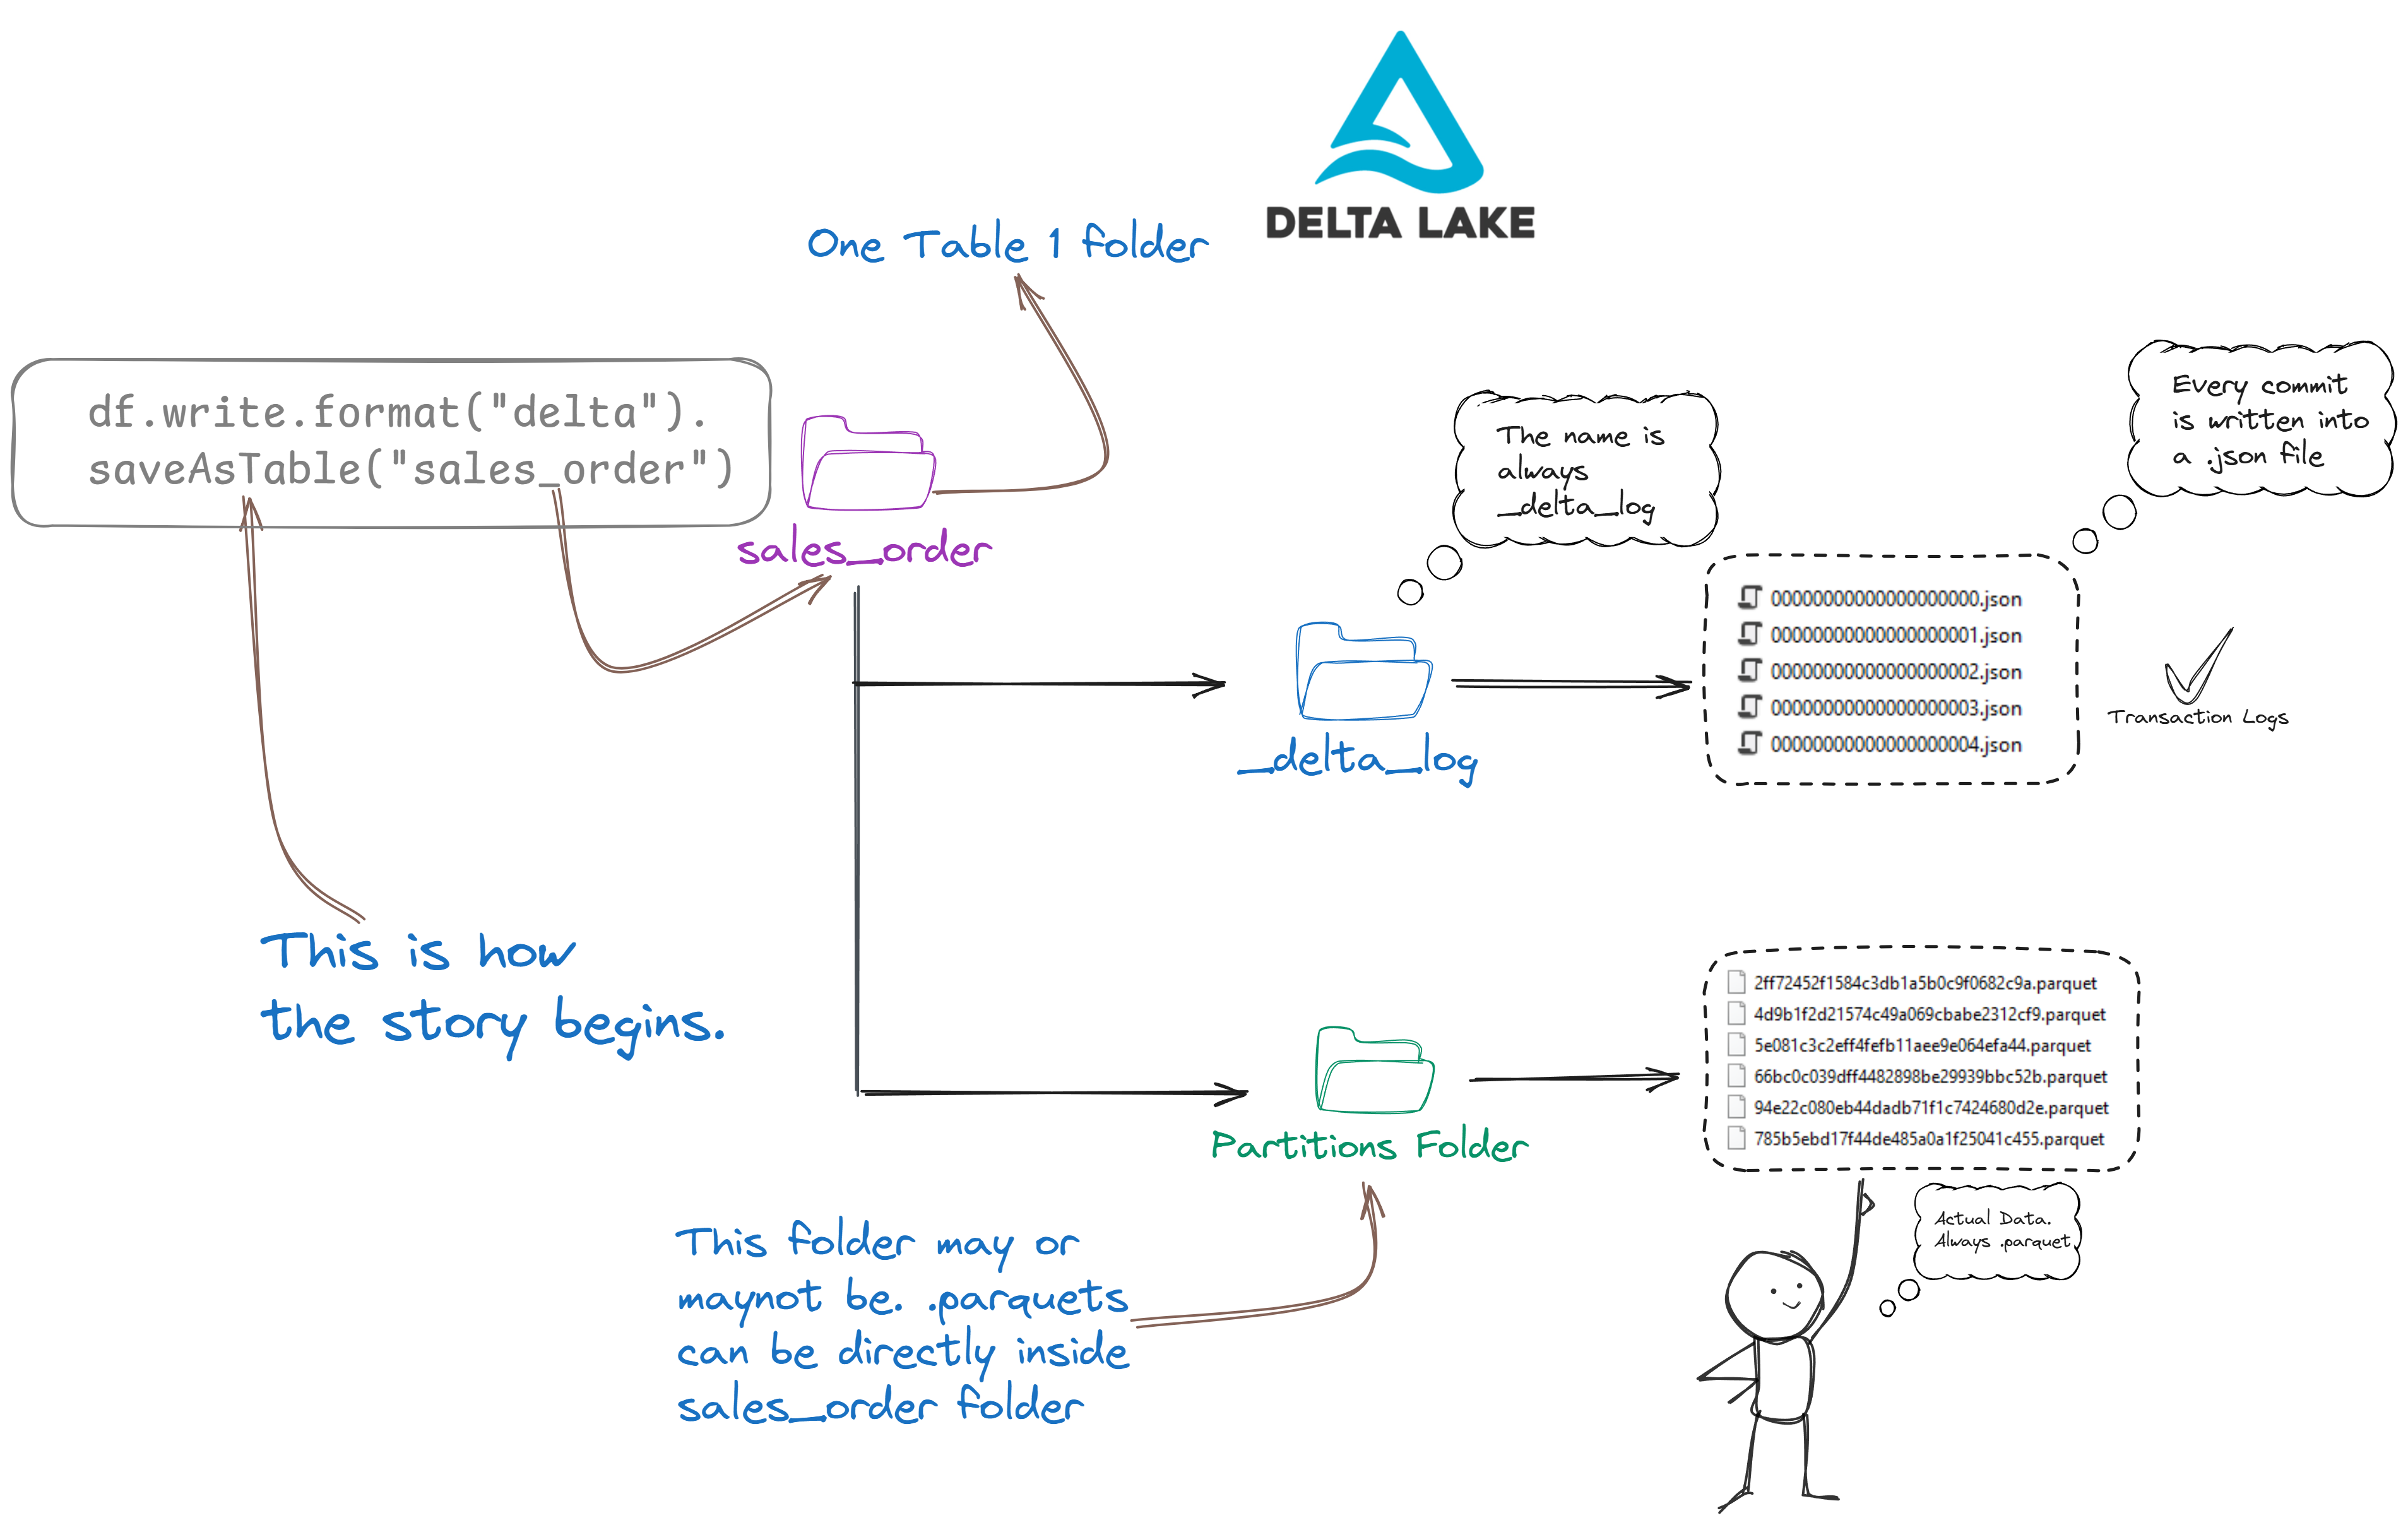 DELTA LAKE
One Table 1 folder
df.write.format("delta").
saveAsTable("sales_order")
sales_order
This is how
the story begins.
The name is
always
_delta_log
_delta_log
Every commit
is written into
a .json file
00000000000000000000.json
00000000000000000001.json
00000000000000000002.json
00000000000000000003.json
00000000000000000004.json
Transaction Logs
Partitions Folder
This folder may or
maynot be. .parquets
can be directly inside
sales_order folder
2ff72452f1584c3db1a5b0c9f0682c9a.parquet
4d9b1f2d21574c49a069cbabe2312cf9.parquet
5e081c3c2eff4fefb11aee9e064efa44.parquet
66bc0c039dff4482898be29939bbc52b.parquet
94e22c080eb44dadb71f1c7424680d2e.parquet
785b5ebd17f44de485a0a1f25041c455.parquet
Actual Data.
Always .parquet